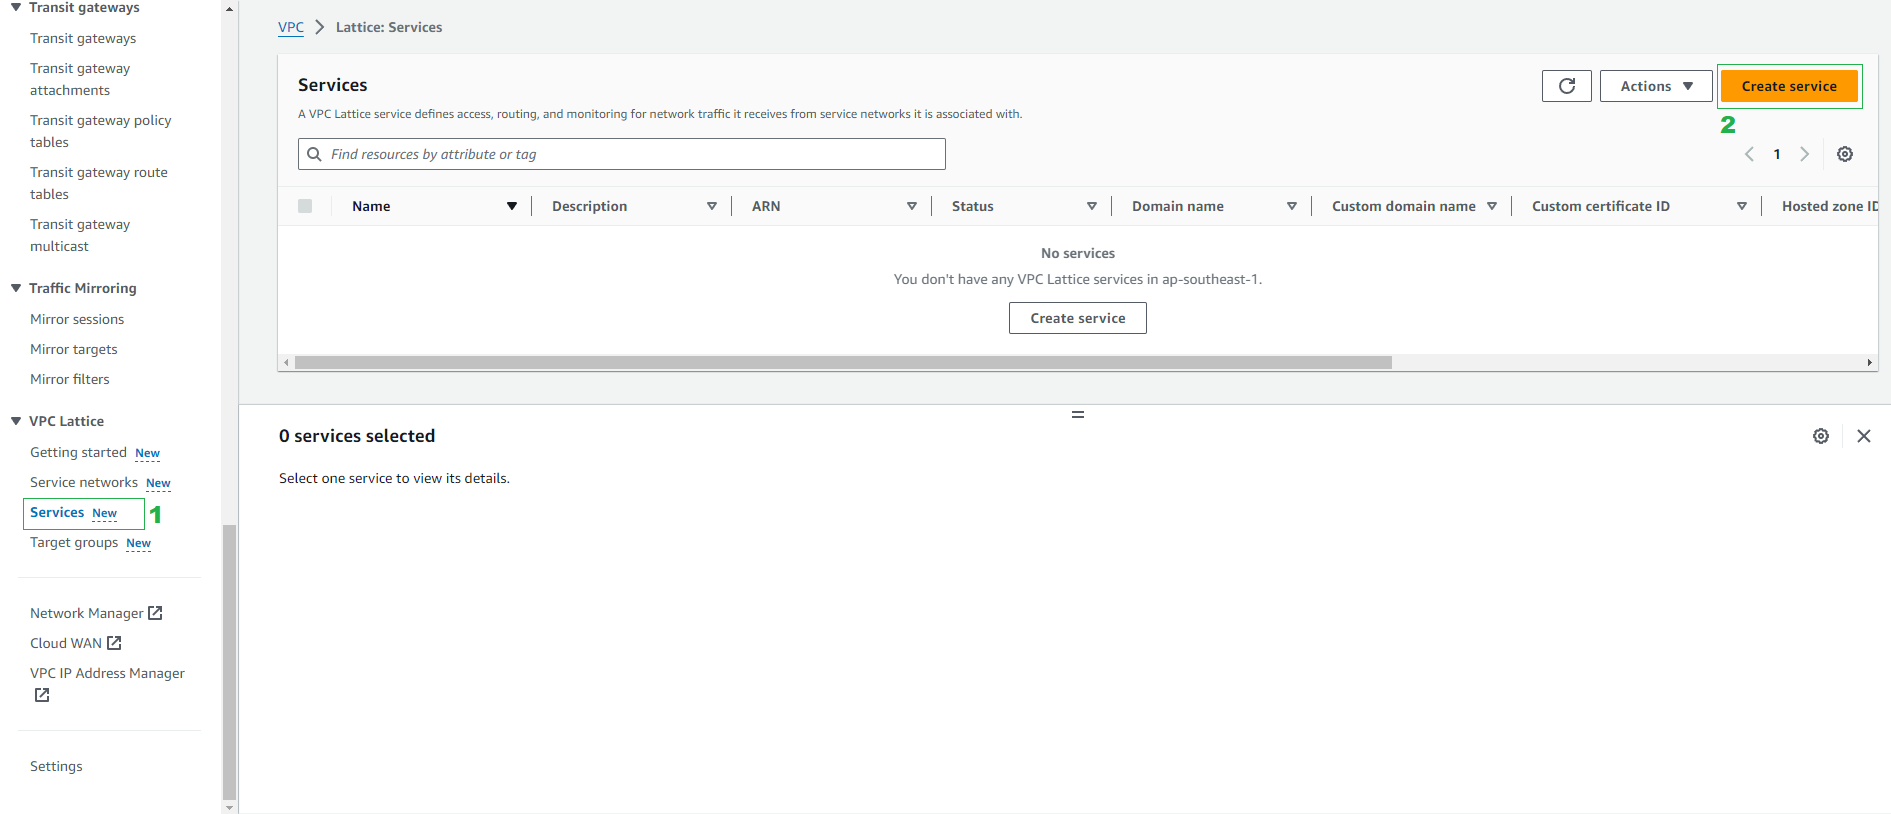 Transit gateways
Transit gateways
Transit gateway
attachments
Transit gateway policy
tables
Transit gateway route
tables
Transit gateway
multicast
Traffic Mirroring
Mirror sessions
Mirror targets
Mirror filters
VPC Lattice
Getting started New
Service networks New
Services New 1
Target groups New
Network Manager
Cloud WAN
VPC IP Address Manager
Settings
VPC Lattice: Services
Services
Actions Create service
2
A VPC Lattice service defines access, routing, and monitoring for network traffic it receives from service networks it is associated with.
Find resources by attribute or tag
1
Name Description ARN Status Domain name Custom domain name Custom certificate ID Hosted zone ID
No services
You don't have any VPC Lattice services in ap-southeast-1.
Create service
0 services selected
Select one service to view its details.